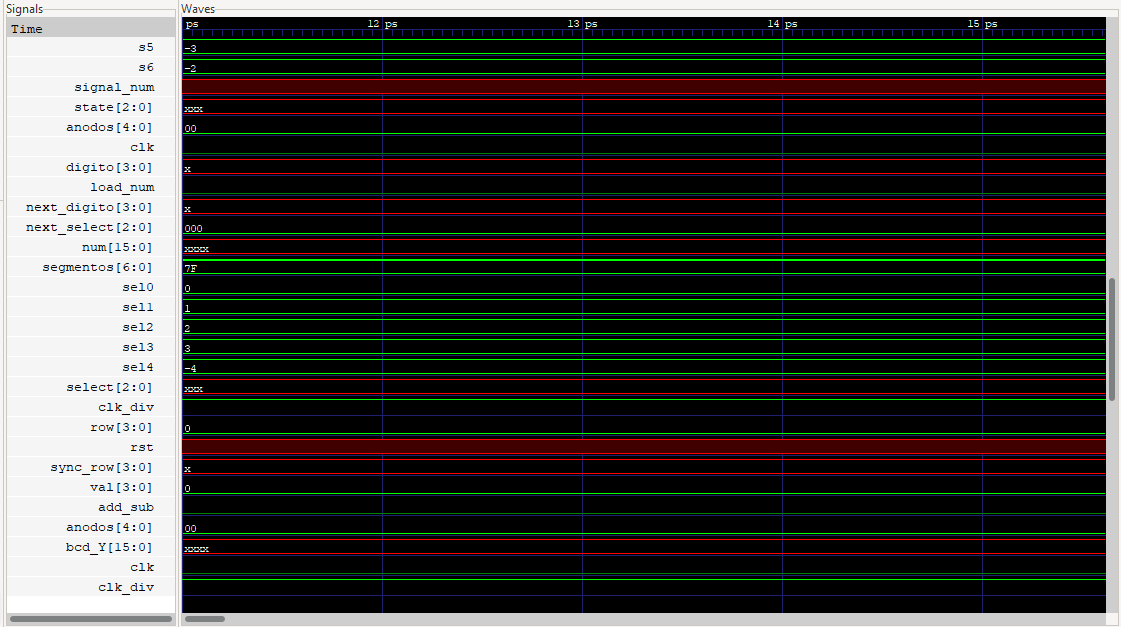 Signals Waves
Time ps 12 ps 13 ps 14 ps 15 ps
s5 -3
s6 -2
signal_num
state[2:0] xxx
anodos[4:0] 00
clk
digito[3:0] x
load_num
next_digito[3:0] x
next_select[2:0] 000
num[15:0] xxxx
segmentos[6:0] 7F
sel0 0
sel1 1
sel2 2
sel3 3
sel4 -4
select[2:0] xxx
clk_div
row[3:0] 0
rst
sync_row[3:0] x
val[3:0] 0
add_sub
anodos[4:0] 00
bcd_Y[15:0] xxxx
clk
clk_div